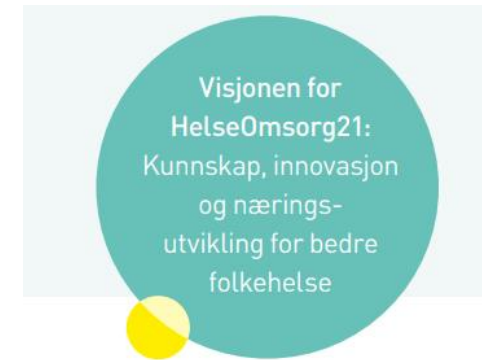 Visjonen for
HelseOmsorg21:
Kunnskap, innovasjon
og nærings-
utvikling for bedre
folkehelse